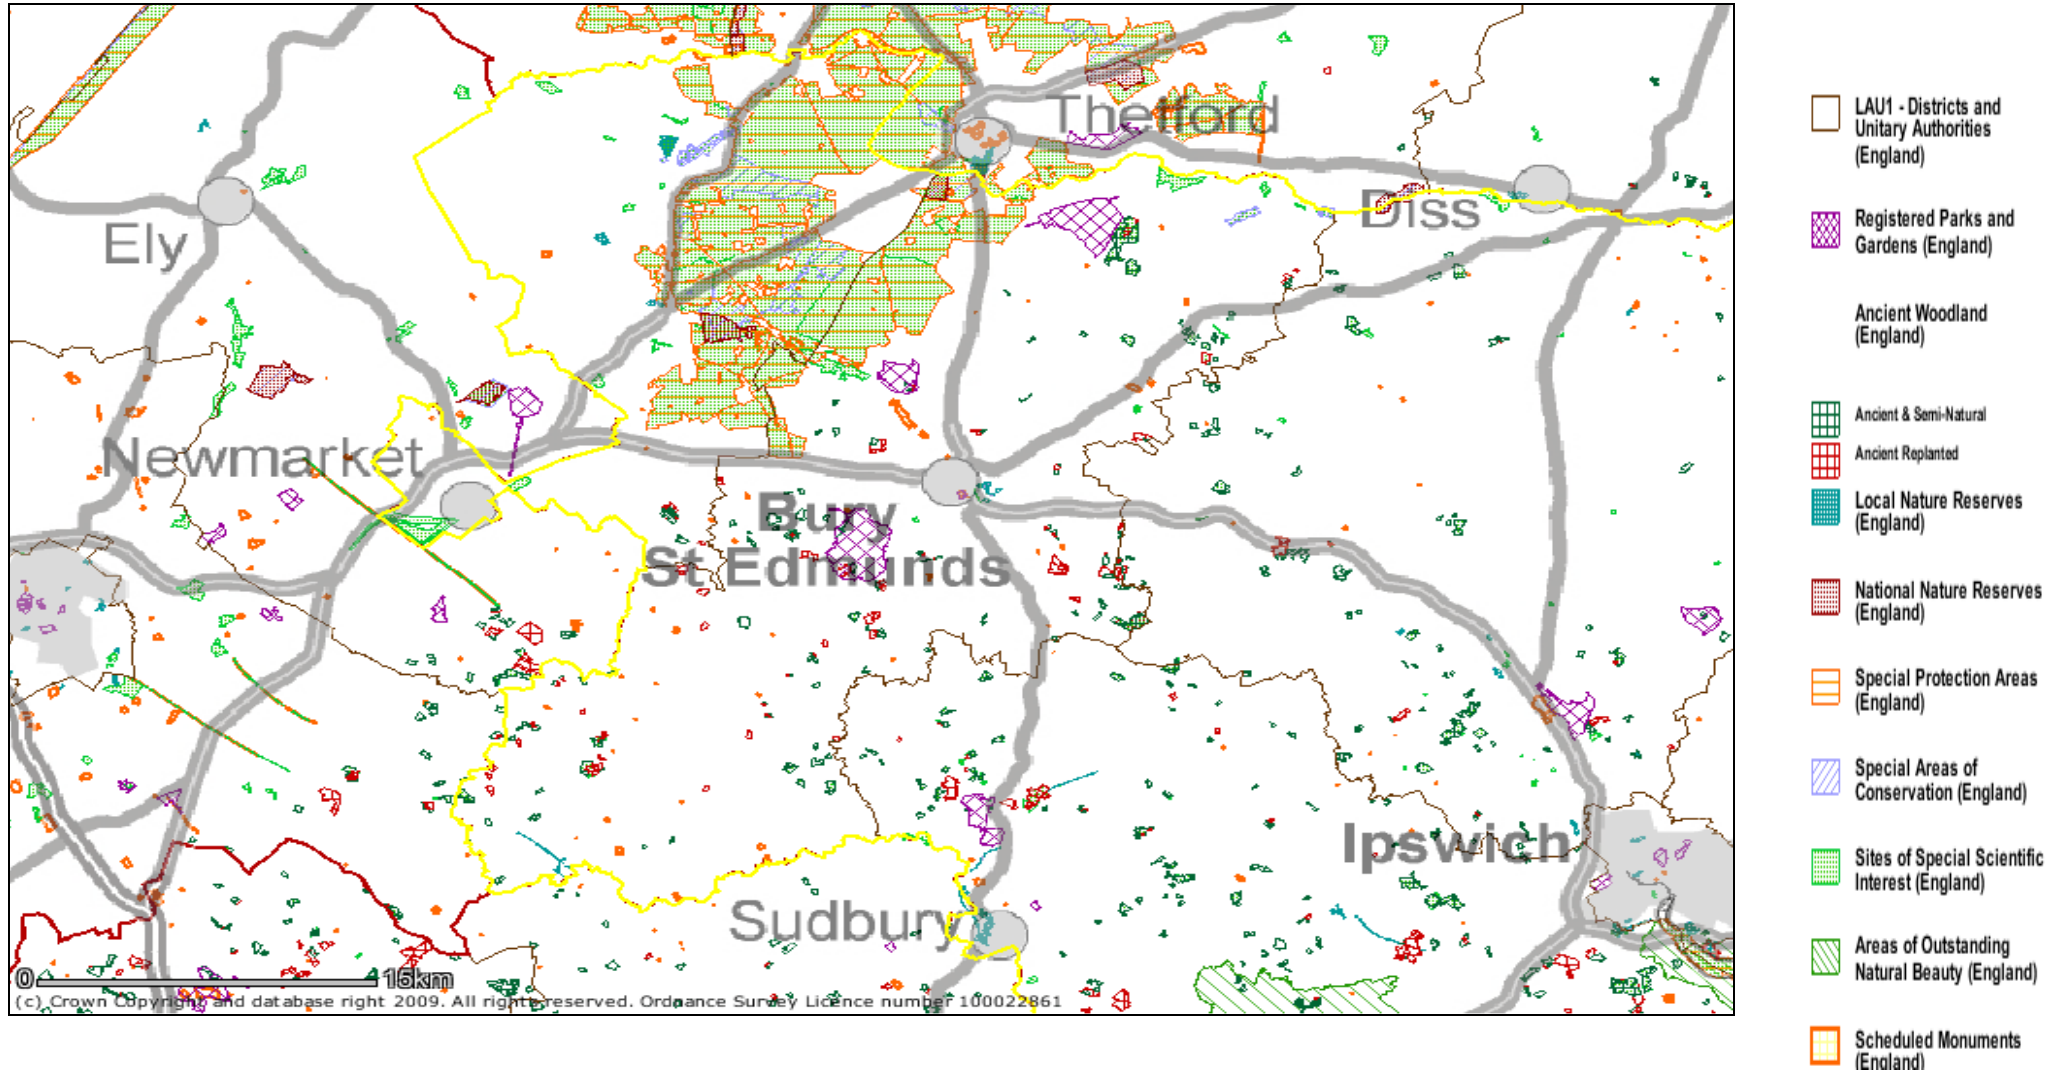 Thetford
Diss
Ely
Newmarket
Bury
St Edmunds
Ipswich
Sudbury
0 15km
(c) Crown Copyright and database right 2009. All rights reserved. Ordnance Survey Licence number 100022861
LAU1 - Districts and
Unitary Authorities
(England)
Registered Parks and
Gardens (England)
Ancient Woodland
(England)
Ancient & Semi-Natural
Ancient Replanted
Local Nature Reserves
(England)
National Nature Reserves
(England)
Special Protection Areas
(England)
Special Areas of
Conservation (England)
Sites of Special Scientific
Interest (England)
Areas of Outstanding
Natural Beauty (England)
Scheduled Monuments
(England)